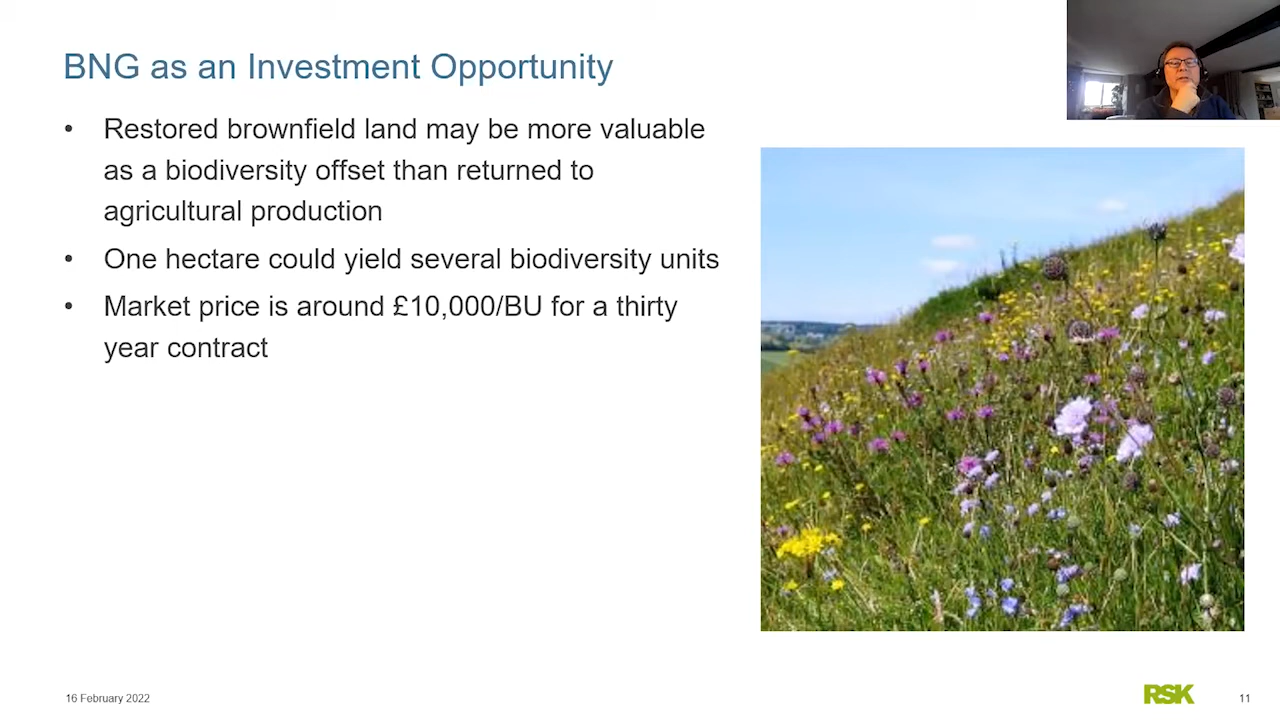 BNG as an Investment Opportunity
• Restored brownfield land may be more valuable
as a biodiversity offset than returned to
agricultural production
• One hectare could yield several biodiversity units
• Market price is around £10,000/BU for a thirty
year contract
16 February 2022
RSK
11